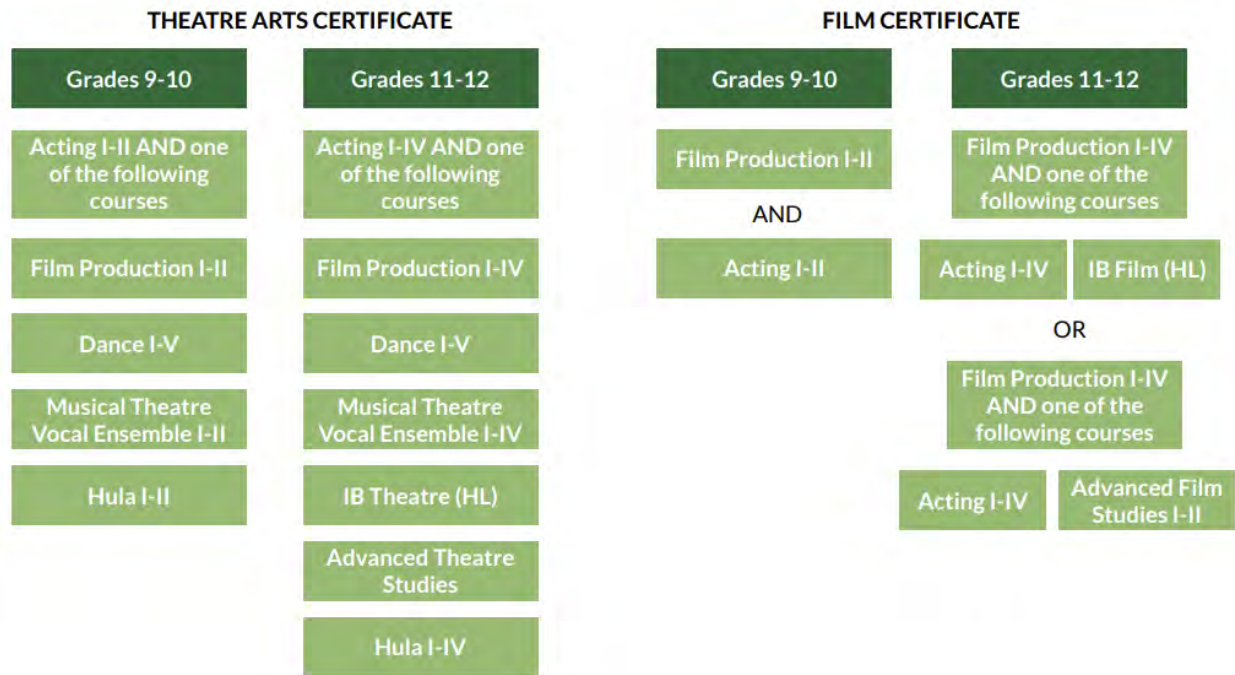 THEATRE ARTS CERTIFICATE
Grades 9-10
Acting I-II AND one
of the following
courses
Film Production I-II
Dance I-V
Musical Theatre
Vocal Ensemble I-II
Hula I-II
Grades 11-12
Acting I-IV AND one
of the following
courses
Film Production I-IV
Dance I-V
Musical Theatre
Vocal Ensemble I-IV
IB Theatre (HL)
Advanced Theatre
Studies
Hula I-IV
FILM CERTIFICATE
Grades 9-10
Film Production I-II
AND
Acting I-II
Grades 11-12
Film Production I-IV
AND one of the
following courses
Acting I-IV
IB Film (HL)
OR
Film Production I-IV
AND one of the
following courses
Acting I-IV
Advanced Film
Studies I-II